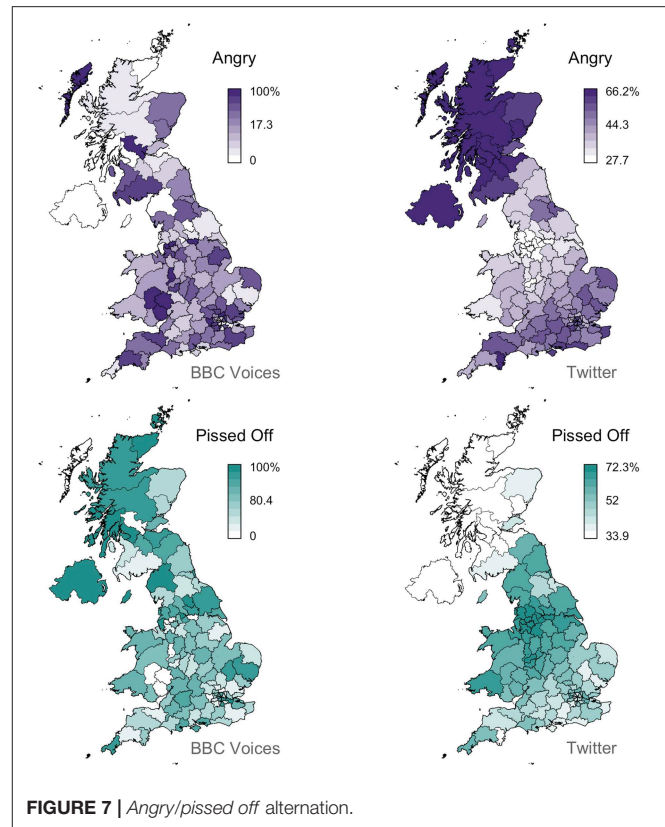 Angry
100%
17.3
0
BBC Voices
Angry
66.2%
44.3
27.7
Twitter
Pissed Off
100%
80.4
0
BBC Voices
Pissed Off
72.3%
52
33.9
Twitter
FIGURE 7 | Angry/pissed off alternation.